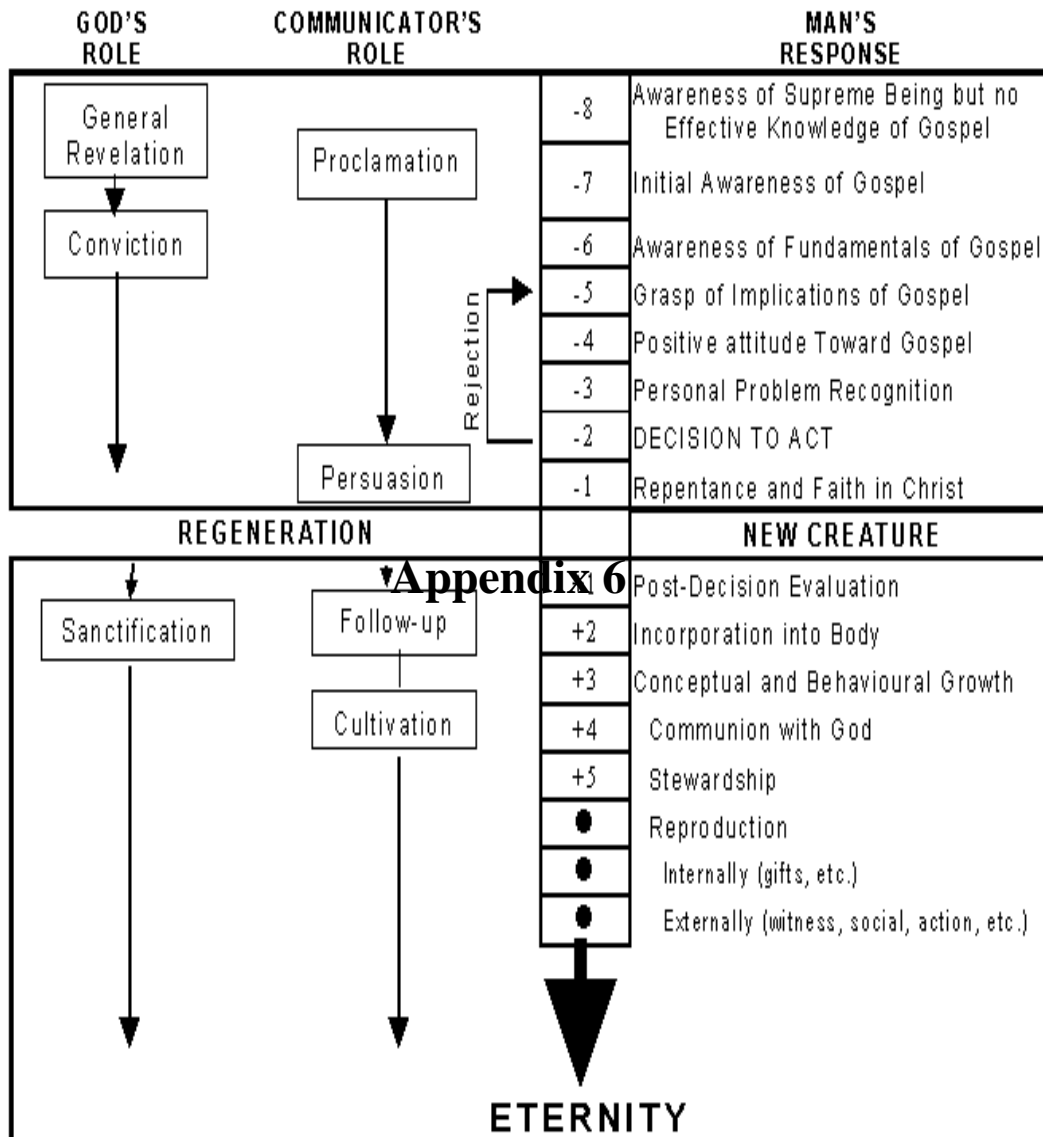 GOD'S
ROLE
COMMUNICATOR'S
ROLE
MAN'S
RESPONSE
General
Revelation
Conviction
Proclamation
Persuasion
Rejection
-8
Awareness of Supreme Being but no
Effective Knowledge of Gospel
-7 Initial Awareness of Gospel
-6 Awareness of Fundamentals of Gospel
-5 Grasp of Implications of Gospel
-4 Positive attitude Toward Gospel
-3 Personal Problem Recognition
-2 DECISION TO ACT
-1 Repentance and Faith in Christ
REGENERATION NEW CREATURE
Appendix 6
1 Post-Decision Evaluation
Sanctification
Follow-up
Cultivation
+2 Incorporation into Body
+3 Conceptual and Behavioural Growth
+4 Communion with God
+5 Stewardship
● Reproduction
● Internally (gifts, etc.)
● Externally (witness, social, action, etc.)
ETERNITY